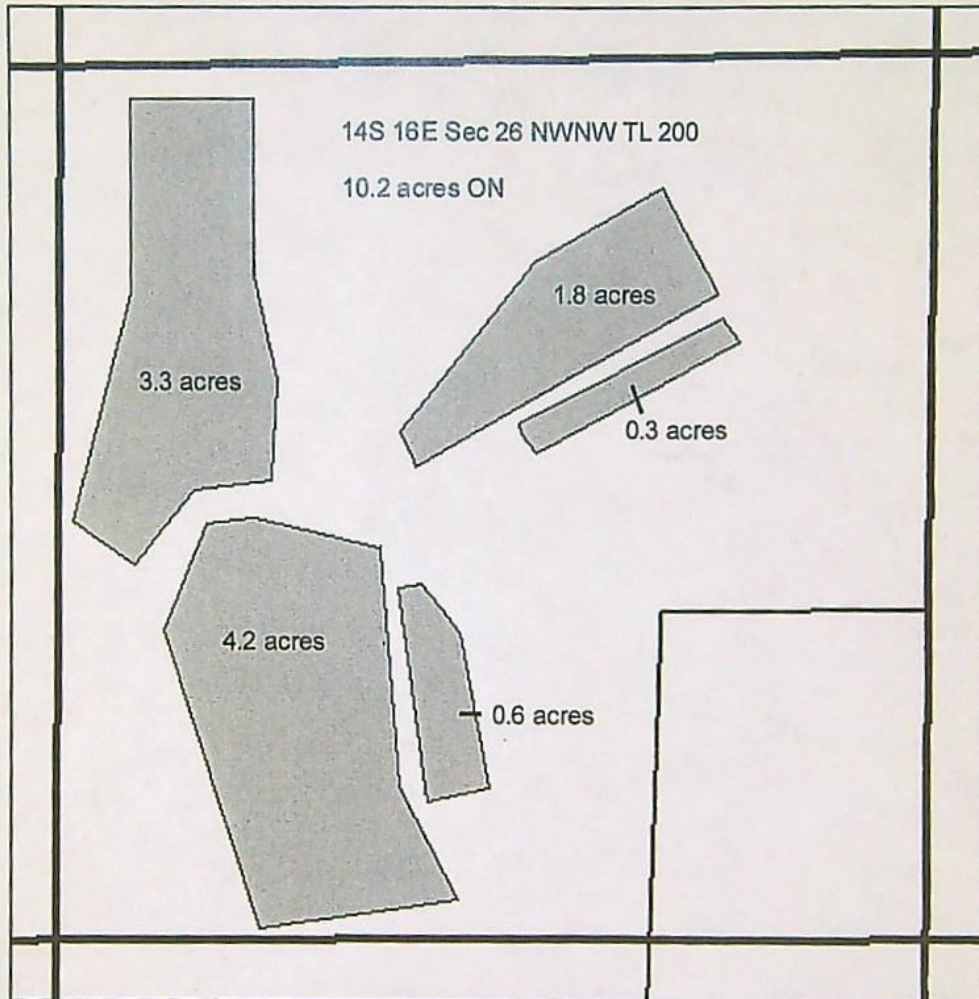 14S 16E Sec 26 NWNW TL 200
10.2 acres ON
1.8 acres
3.3 acres
0.3 acres
4.2 acres
0.6 acres